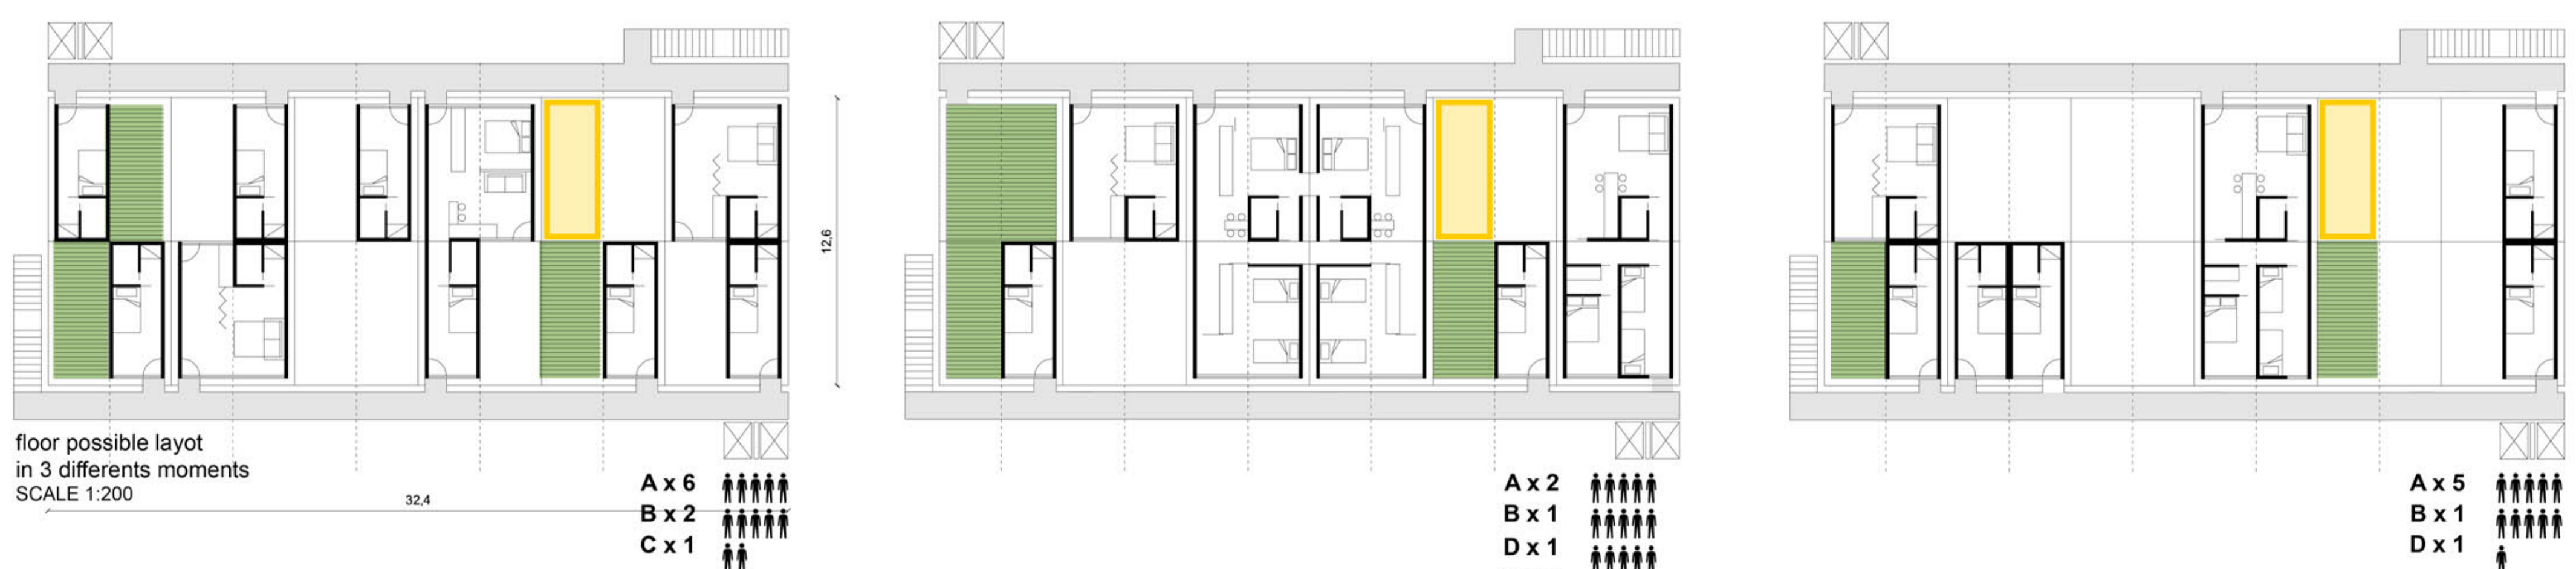 12,6
floor possible layot
in 3 differents moments
SCALE 1:200
32,4
A x 6
B x 2
C x 1
A x 2
B x 1
D x 1
A x 5
B x 1
D x 1